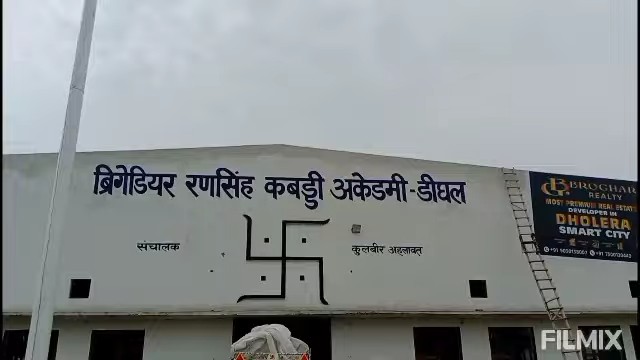 ब्रिगेडियर रणसिंह कबड्डी अकेडमी-डीघल
संचालक
कुलबीर अहलावत
BROGHAR
REALTY
MOST PREMIUM REAL ESTATE
DEVELOPER IN
DHOLERA
SMART CITY
FILMIX